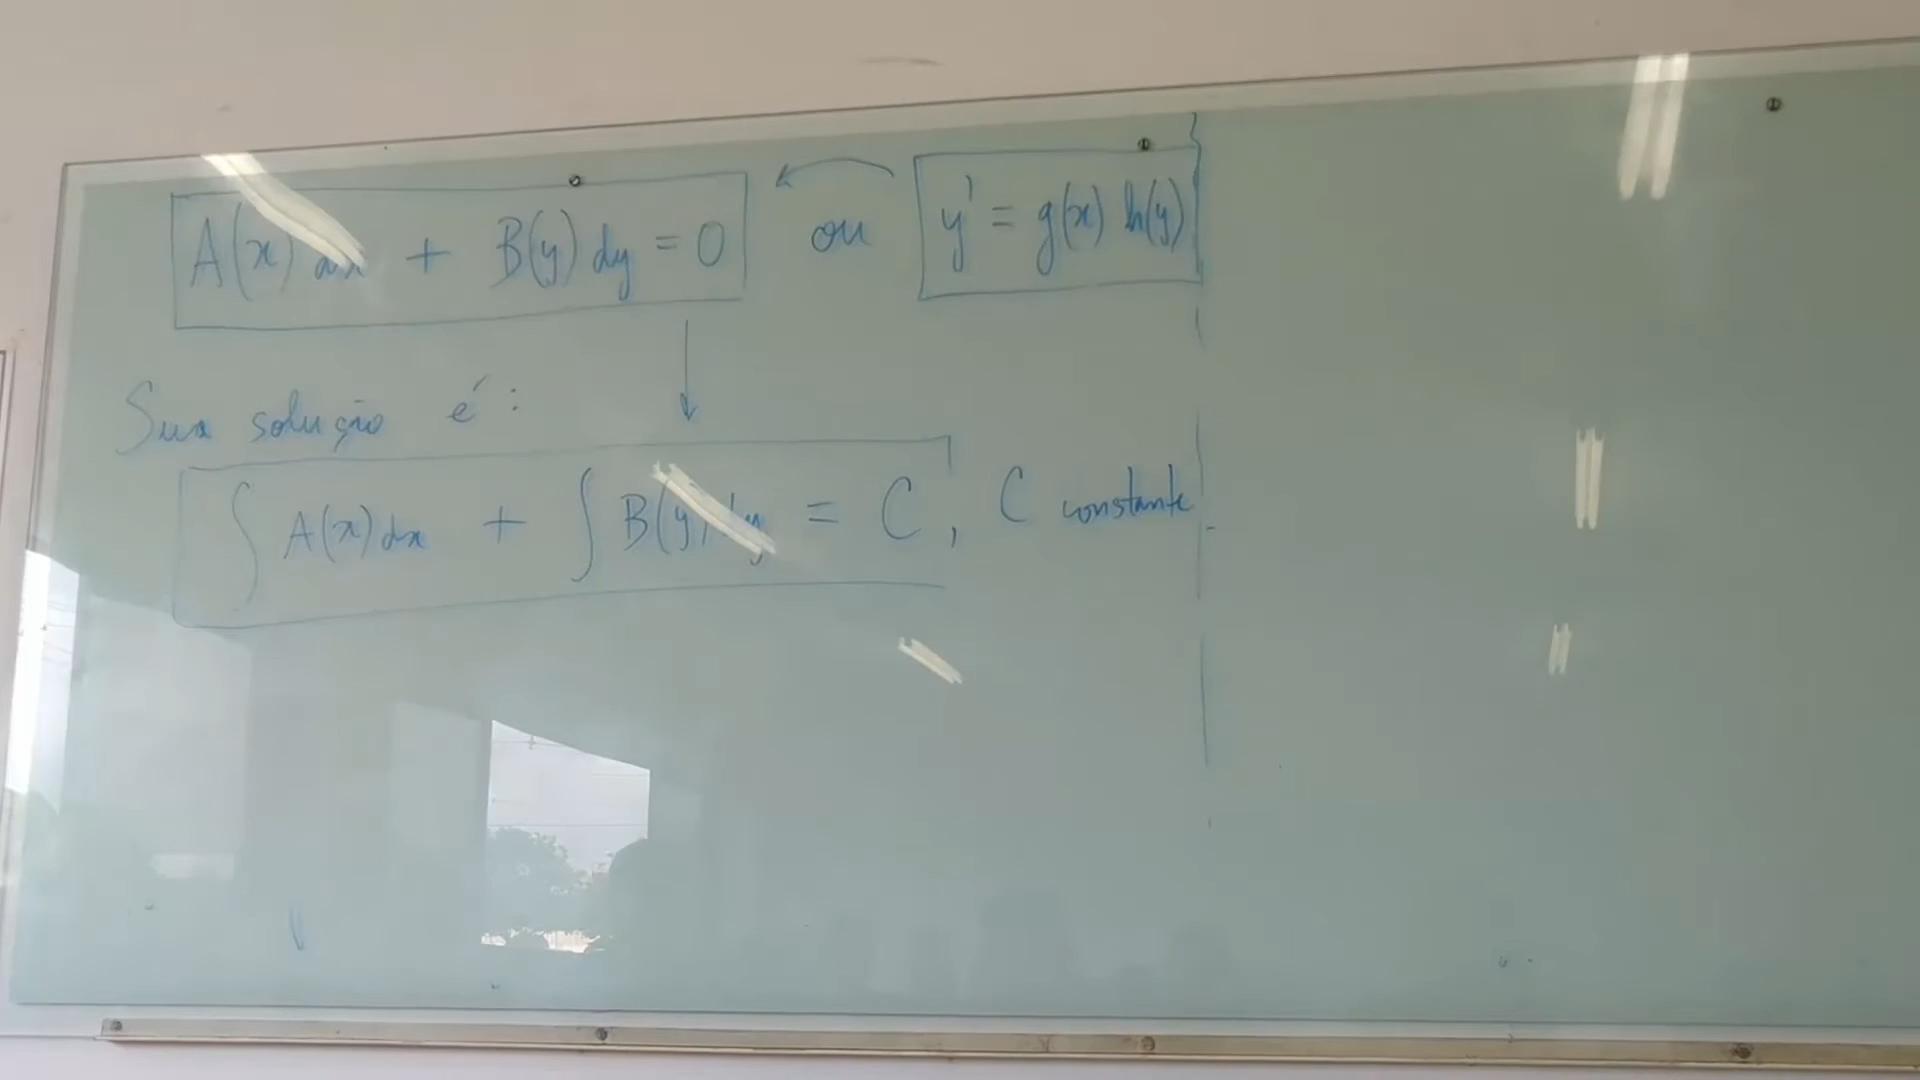 A(x) dx + B(y) dy = 0 ou y' = g(x) h(y)
Sua solução é:
∫ A(x) dx + ∫ B(y) dy = C, C constante.